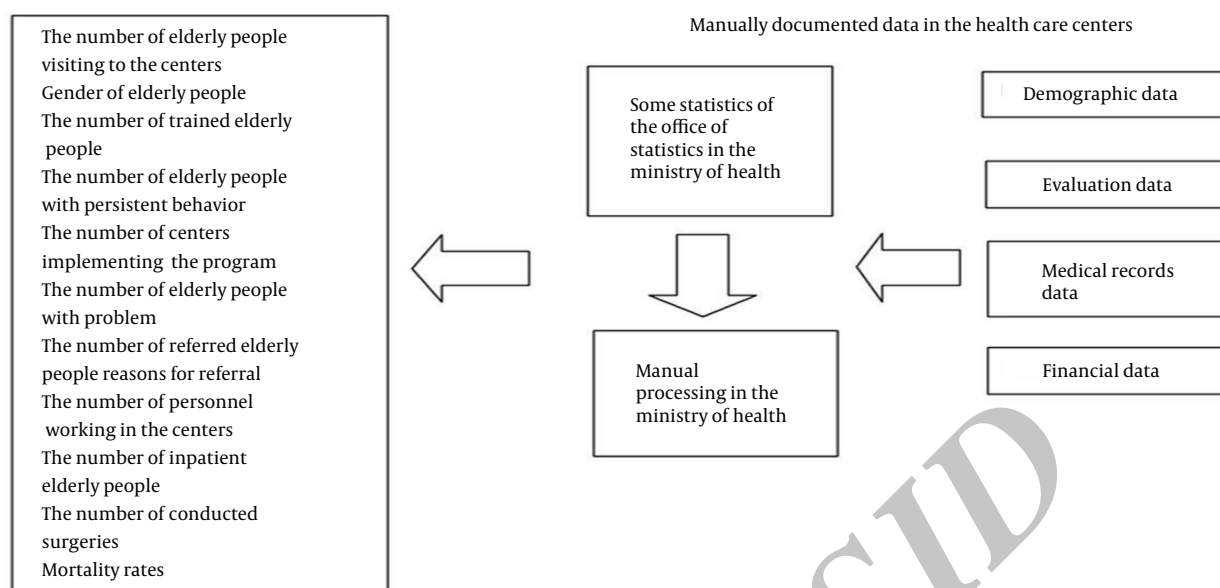 The number of elderly people
visiting to the centers
Gender of elderly people
The number of trained elderly
people
The number of elderly people
with persistent behavior
The number of centers
implementing the program
The number of elderly people
with problem
The number of referred elderly
people reasons for referral
The number of personnel
working in the centers
The number of inpatient
elderly people
The number of conducted
surgeries
Mortality rates
Manually documented data in the health care centers
Some statistics of
the office of
statistics in the
ministry of health
Manual
processing in the
ministry of health
Demographic data
Evaluation data
Medical records
data
Financial data
SID